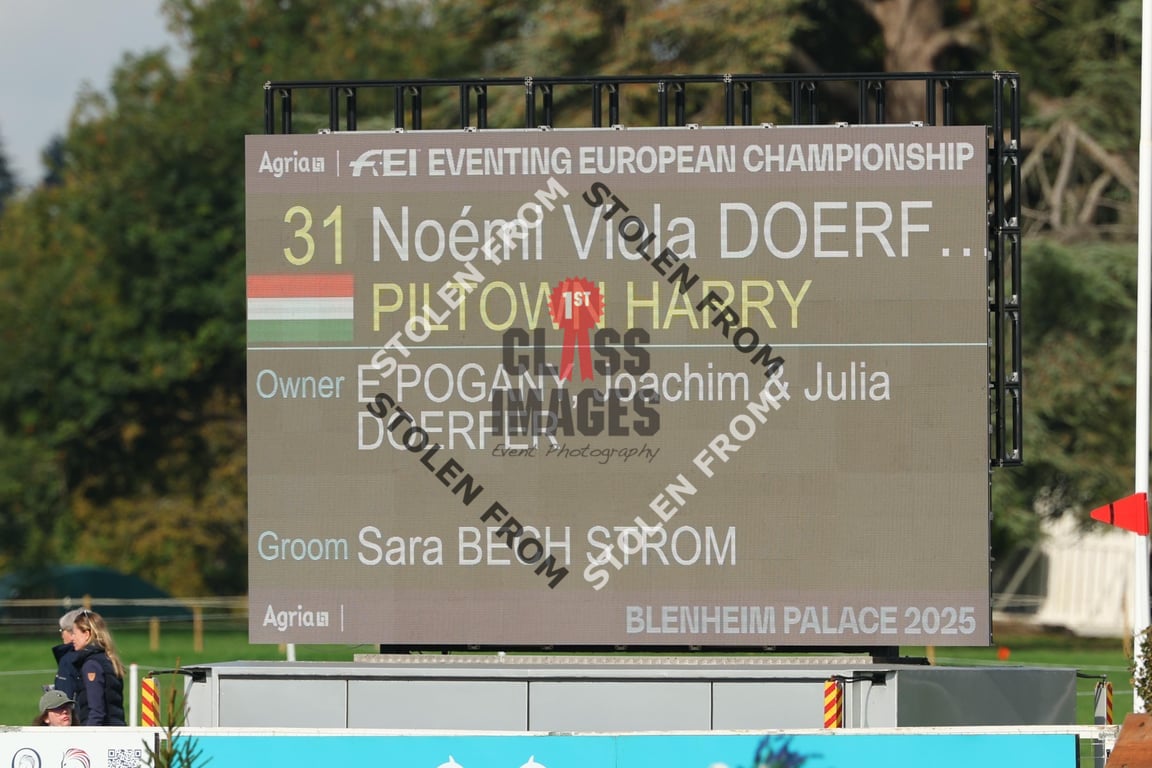 Agria | FEI EVENTING EUROPEAN CHAMPIONSHIP
31 Noémi Viola DOERF...
PILTOWN HARRY
Owner E POGANY, Joachim & Julia
DOERFER
Groom Sara BECH STROM
Agria | BLENHEIM PALACE 2025
STOLEN FROM
STOLEN FROM
STOLEN FROM
STOLEN FROM
1ST
CLASS
IMAGES
Event Photography